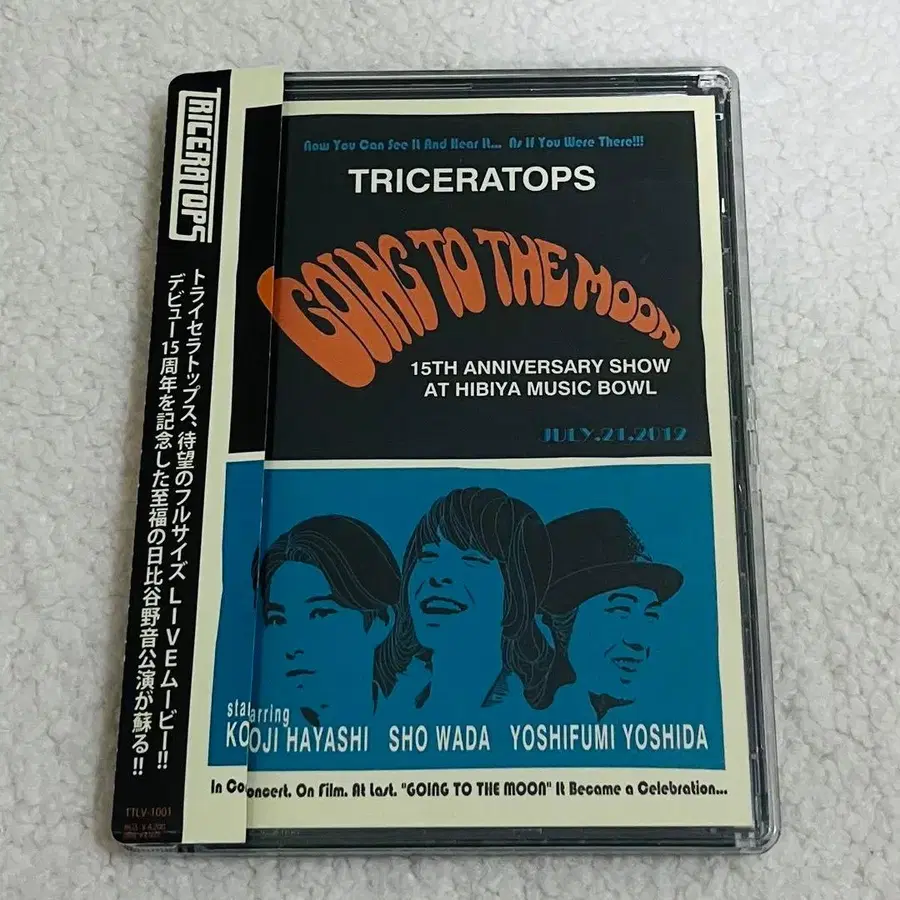 TRICERATOPS
トライセラトップス、待望のフルサイズ LIVEムービー!!
デビュー15周年を記念した至福の日比谷野音公演が蘇る!!
TTLV-1001
Now You Can See It And Hear It... As If You Were There!!!
TRICERATOPS
GOING TO THE MOON
15TH ANNIVERSARY SHOW
AT HIBIYA MUSIC BOWL
JULY.21.2012
starring
KOOJI HAYASHI SHO WADA YOSHIFUMI YOSHIDA
In Concert, On Film. At Last. "GOING TO THE MOON" It Became a Celebration...